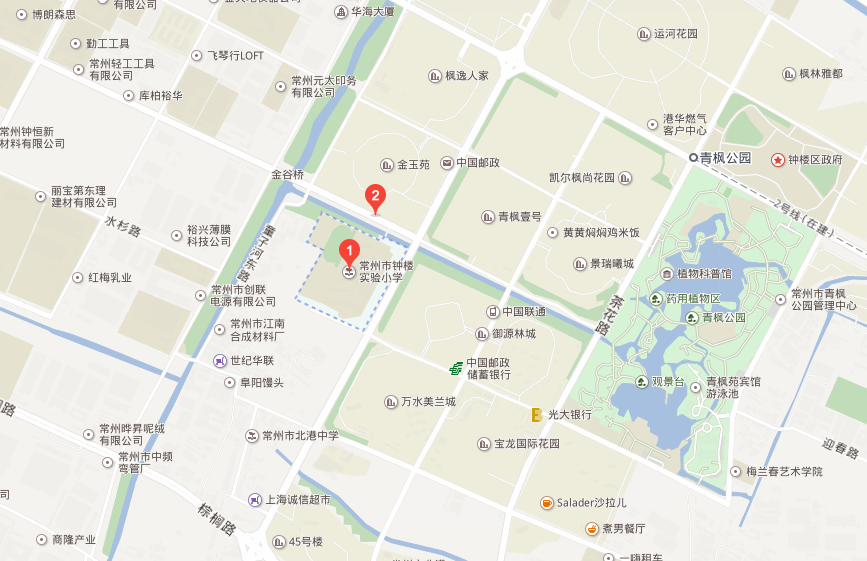 博朗森思
华海大厦
运河花园
勤工工具
飞琴行LOFT
常州轻工工具
有限公司
枫逸人家
枫林雅都
常州元太印务
有限公司
库柏裕华
港华燃气
客户中心
常州钟恒新
材料有限公司
金玉苑
中国邮政
青枫公园
钟楼区政府
金谷桥
凯尔枫尚花园
2
丽宝第东理
建材有限公司
青枫壹号
2号线(在建)
水杉路
裕兴薄膜
科技公司
黄黄焖焖鸡米饭
童子河东路
1
常州市钟楼
实验小学
景瑞曦城
植物科普馆
红梅乳业
常州市创联
电源有限公司
药用植物区
常州市青枫
公园管理中心
茶花路
中国联通
青枫公园
常州市江南
合成材料厂
御源林城
世纪华联
中国邮政
储蓄银行
阜阳馒头
观景台
青枫苑宾馆
游泳池
万水美兰城
光大银行
路
常州晔昇呢绒
有限公司
常州市北港中学
宝龙国际花园
迎春路
常州市中频
弯管厂
梅兰春艺术学院
司
上海诚信超市
Salader沙拉儿
棕榈路
煮男餐厅
商隆产业
45号楼
一嗨租车